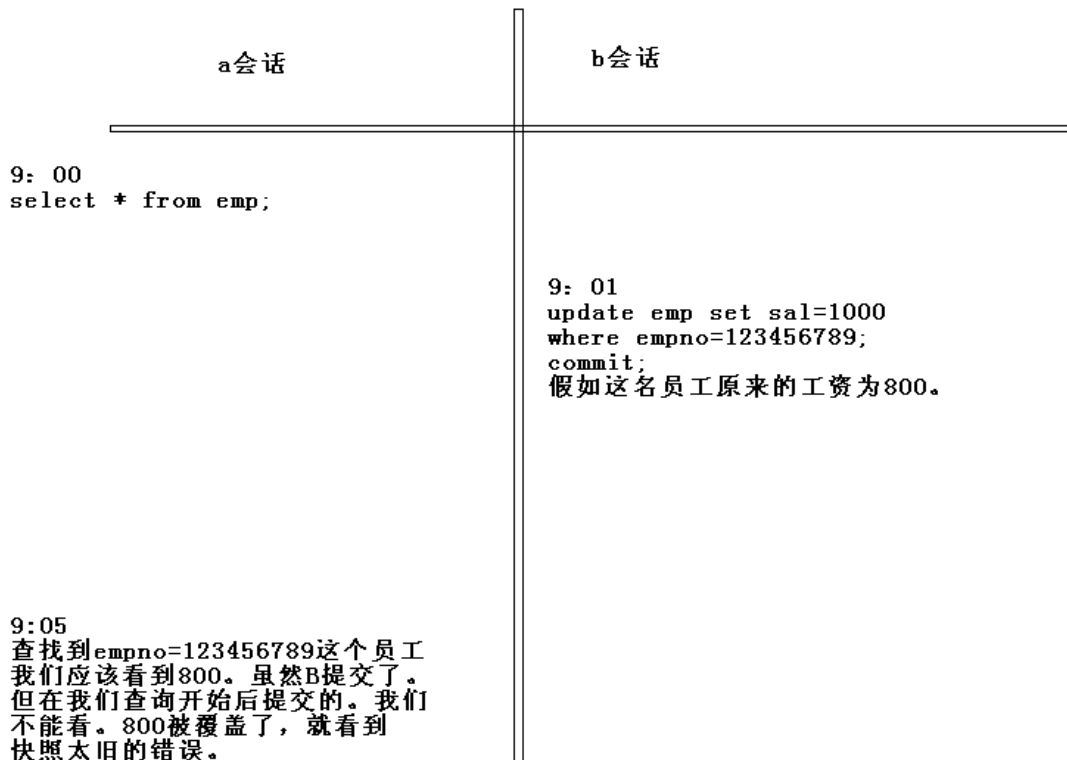 a会话
b会话
9：00
select * from emp;
9：01
update emp set sal=1000
where empno=123456789;
commit;
假如这名员工原来的工资为800。
9:05
查找到empno=123456789这个员工
我们应该看到800。虽然B提交了。
但在我们查询开始后提交的。我们
不能看。800被覆盖了，就看到
快照太旧的错误。